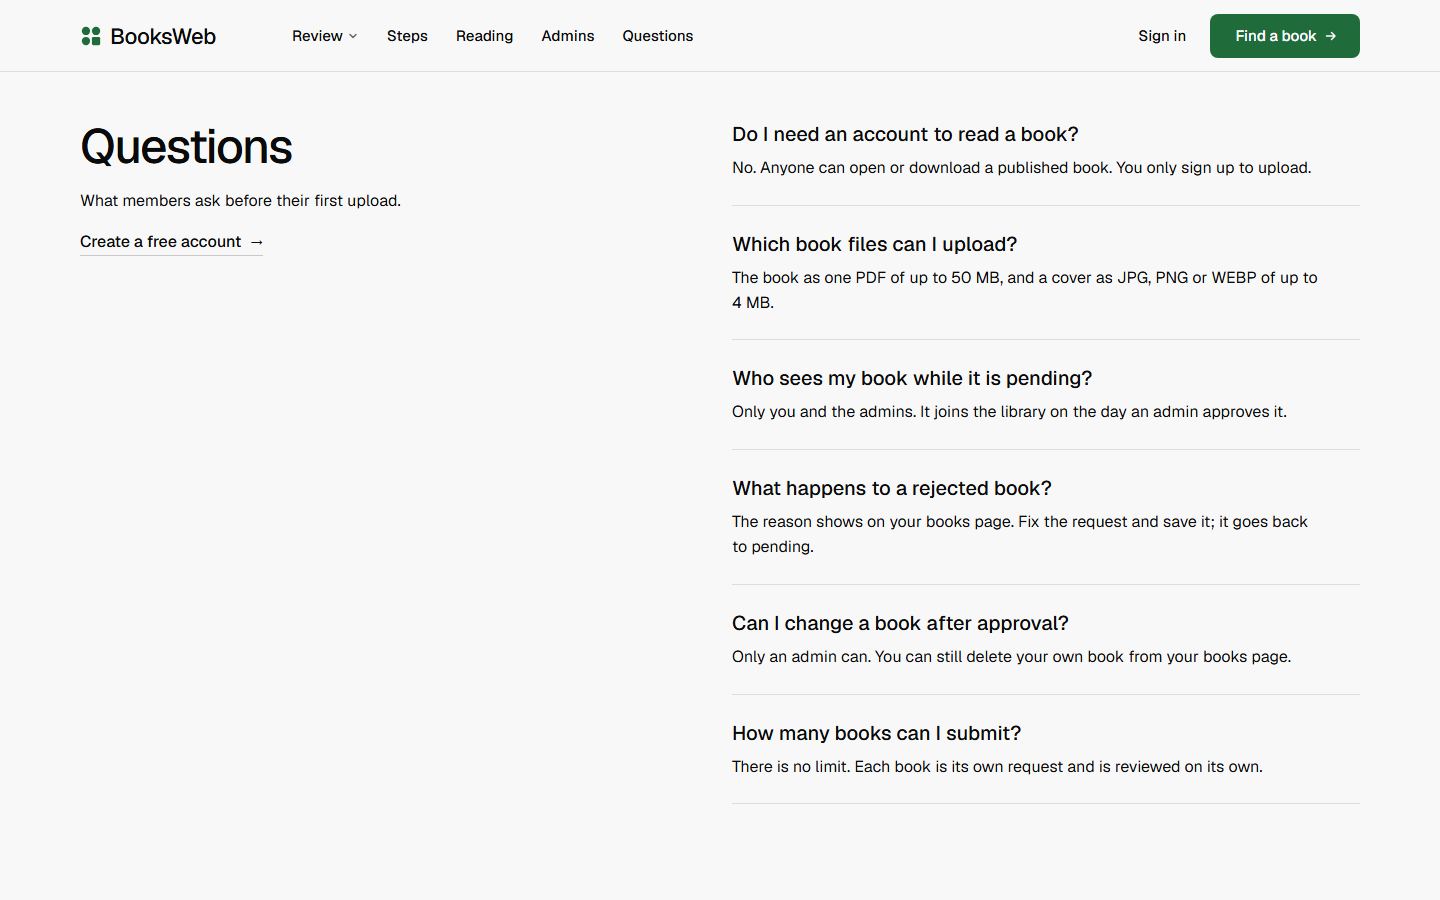 BooksWeb
Review
Steps
Reading
Admins
Questions
Sign in
Find a book →
Questions
What members ask before their first upload.
Create a free account →
Do I need an account to read a book?
No. Anyone can open or download a published book. You only sign up to upload.
Which book files can I upload?
The book as one PDF of up to 50 MB, and a cover as JPG, PNG or WEBP of up to
4 MB.
Who sees my book while it is pending?
Only you and the admins. It joins the library on the day an admin approves it.
What happens to a rejected book?
The reason shows on your books page. Fix the request and save it; it goes back
to pending.
Can I change a book after approval?
Only an admin can. You can still delete your own book from your books page.
How many books can I submit?
There is no limit. Each book is its own request and is reviewed on its own.